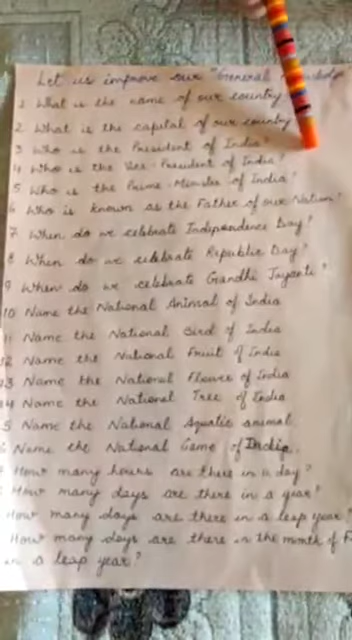 Let us improve our "General
1 What is the name of our country
2 What is the capital of our country
3 Who is the President of India?
4 Who is the Vice-President of India?
5 Who is the Prime-Minister of India?
6 Who is known as the Father of our Nation?
7 When do we celebrate Independence Day?
8 When do we celebrate Republic Day?
9 When do we celebrate Gandhi Jayanti?
10 Name the National Animal of India
11 Name the National Bird of India
12 Name the National Fruit of India
13 Name the National Flower of India
14 Name the National Tree of India
5 Name the National Aquatic animal.
6 Name the National Game of India.
How many hours are there in a day?
How many days are there in a year?
How many days are there in a leap year?
How many days are there in the month of F
in a leap year?